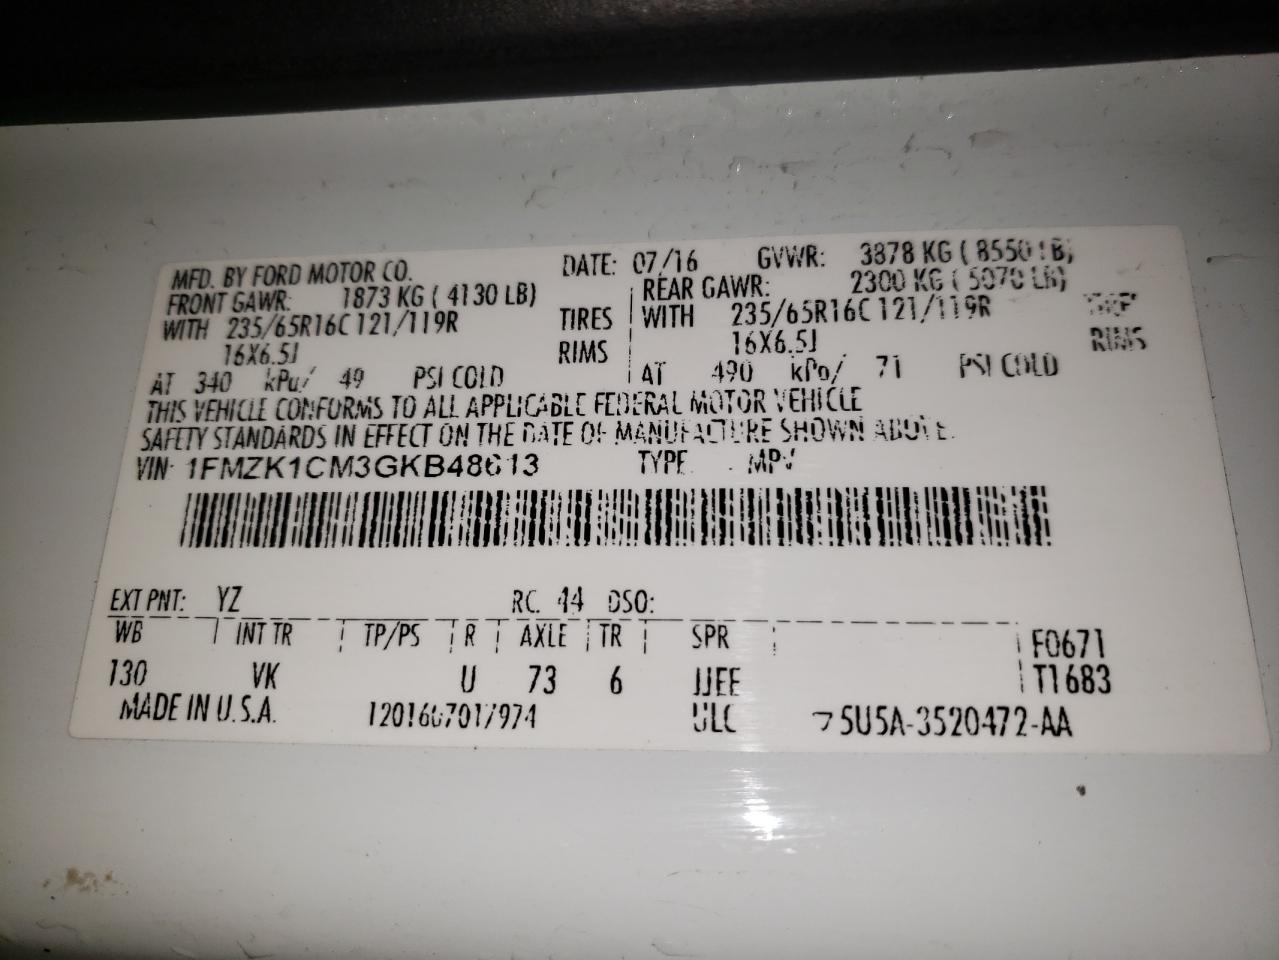 MFD. BY FORD MOTOR CO. DATE: 07/16 GVWR: 3878 KG ( 8550 LB)
FRONT GAWR: 1873 KG ( 4130 LB) REAR GAWR: 2300 KG ( 5070 LB)
WITH 235/65R16C 121/119R TIRES WITH 235/65R16C 121/119R
16X6.5J RIMS 16X6.5J RIMS
AT 340 kPa/ 49 PSI COLD AT 490 kPa/ 71 PSI COLD
THIS VEHICLE CONFORMS TO ALL APPLICABLE FEDERAL MOTOR VEHICLE
SAFETY STANDARDS IN EFFECT ON THE DATE OF MANUFACTURE SHOWN ABOVE.
VIN: 1FMZK1CM3GKB48613 TYPE: MPV
EXT PNT: YZ RC: 44 DSO:
WB INT TR TP/PS R AXLE TR SPR F0671
130 VK U 73 6 JJEE T1683
MADE IN U.S.A. ULC 5U5A-3520472-AA